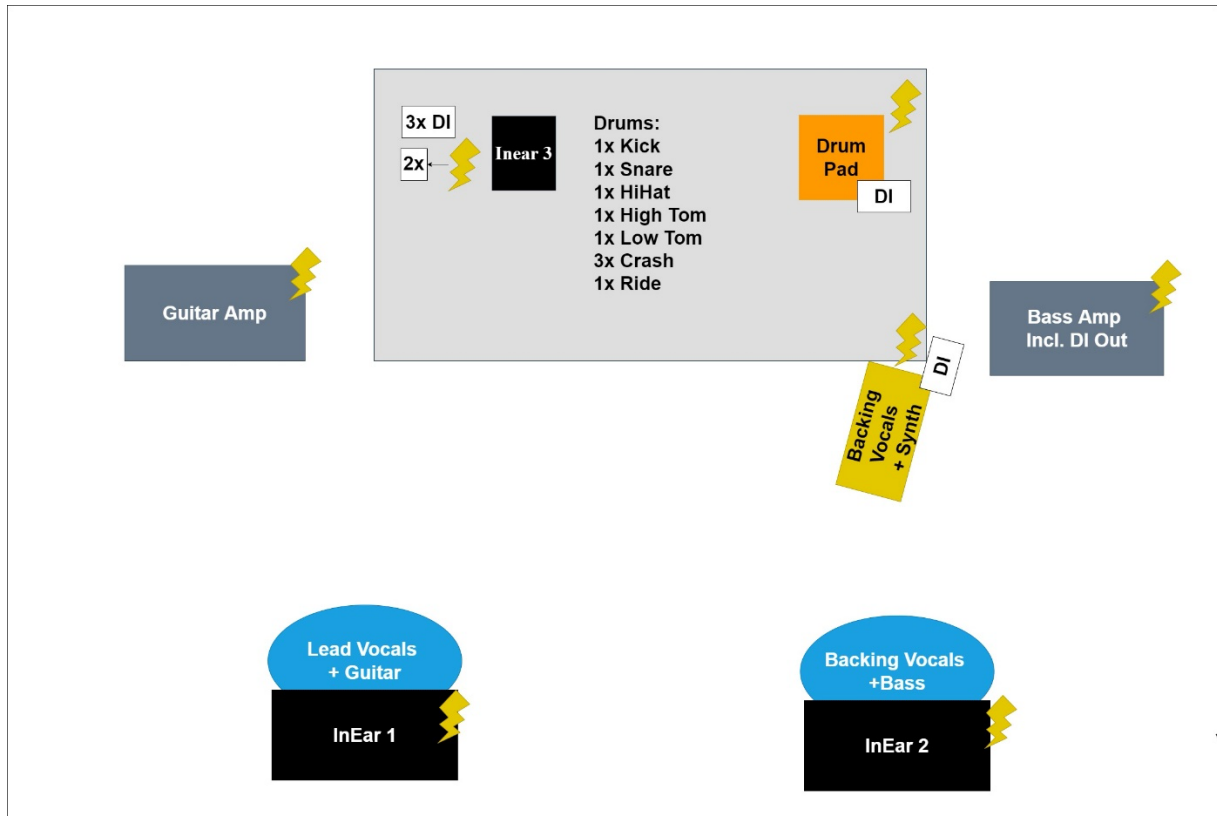 3x DI
2x
Inear 3
Drums:
1x Kick
1x Snare
1x HiHat
1x High Tom
1x Low Tom
3x Crash
1x Ride
Drum
Pad
DI
Guitar Amp
Bass Amp
Incl. DI Out
DI
Backing
Vocals
+ Synth
Lead Vocals
+ Guitar
InEar 1
Backing Vocals
+Bass
InEar 2